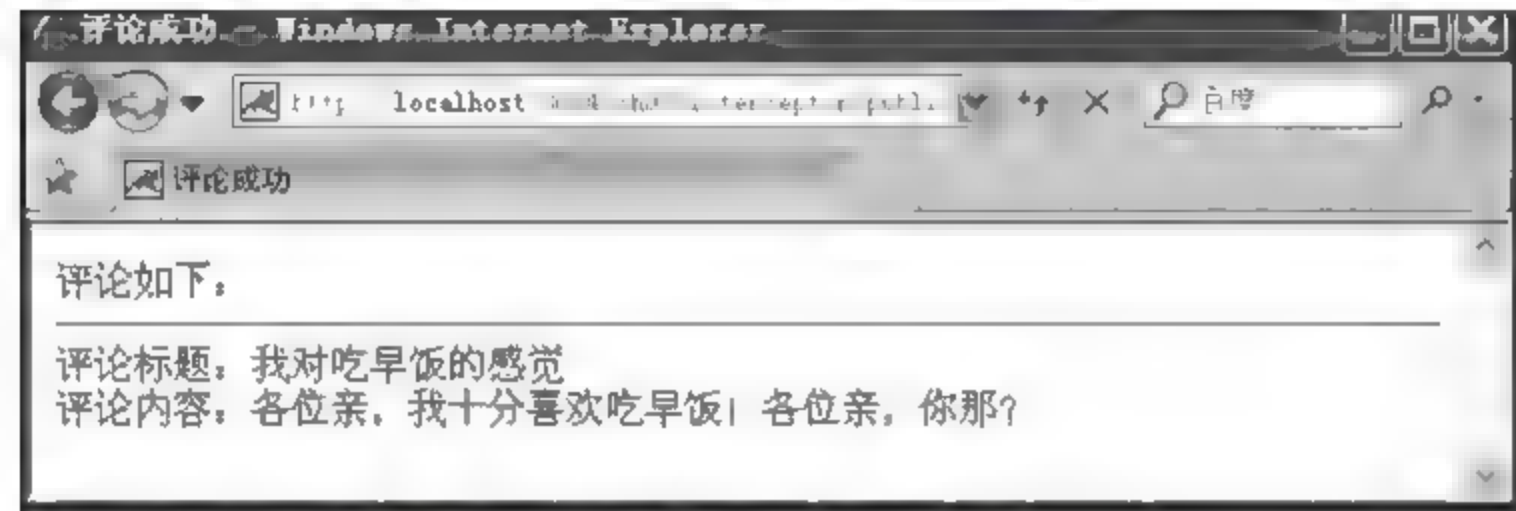 评论成功 - Windows Internet Explorer
localhost
百度
评论成功
评论如下:
评论标题: 我对吃早饭的感觉
评论内容: 各位亲, 我十分喜欢吃早饭! 各位亲, 你那?